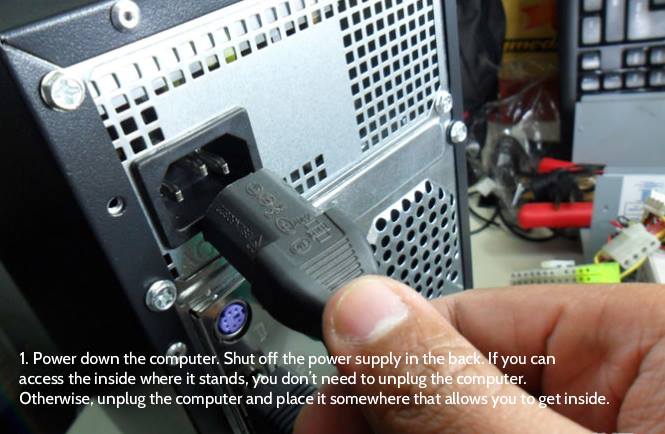 1. Power down the computer. Shut off the power supply in the back. If you can
access the inside where it stands, you don't need to unplug the computer.
Otherwise, unplug the computer and place it somewhere that allows you to get inside.